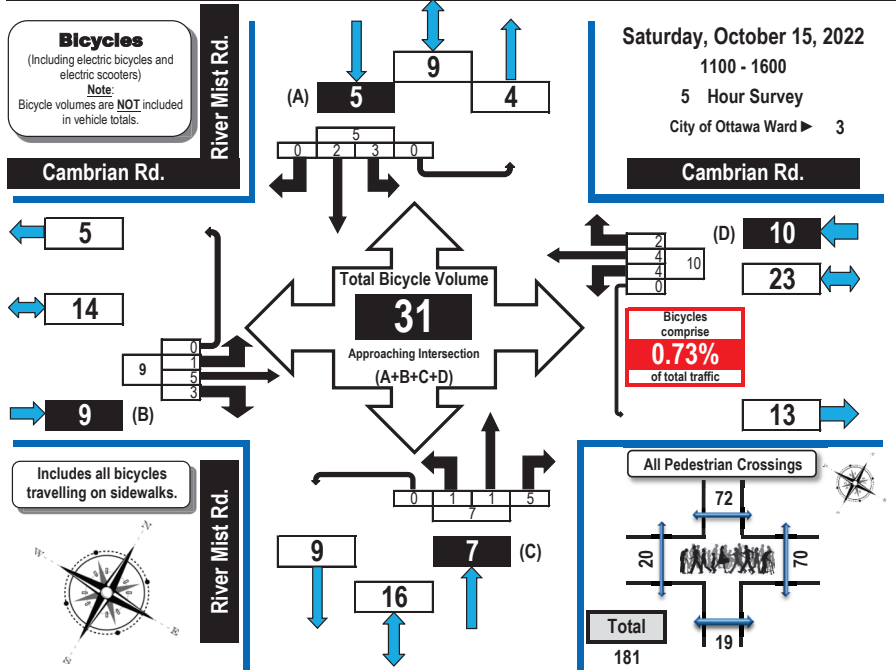 Bicycles
(Including electric bicycles and
electric scooters)
Note:
Bicycle volumes are NOT included
in vehicle totals.
River Mist Rd.
Cambrian Rd.
(A)
5
9
4
5
0 2 3 0
Saturday, October 15, 2022
1100 - 1600
5 Hour Survey
City of Ottawa Ward ► 3
Cambrian Rd.
5
14
9
0
1
5
3
9 (B)
Total Bicycle Volume
31
Approaching Intersection
(A+B+C+D)
2
4
4
0
10
(D) 10
23
Bicycles
comprise
0.73%
of total traffic
13
Includes all bicycles
travelling on sidewalks.
River Mist Rd.
N
W
E
S
0 1 1 5
7
9
7 (C)
16
All Pedestrian Crossings
72
20
70
19
Total
181